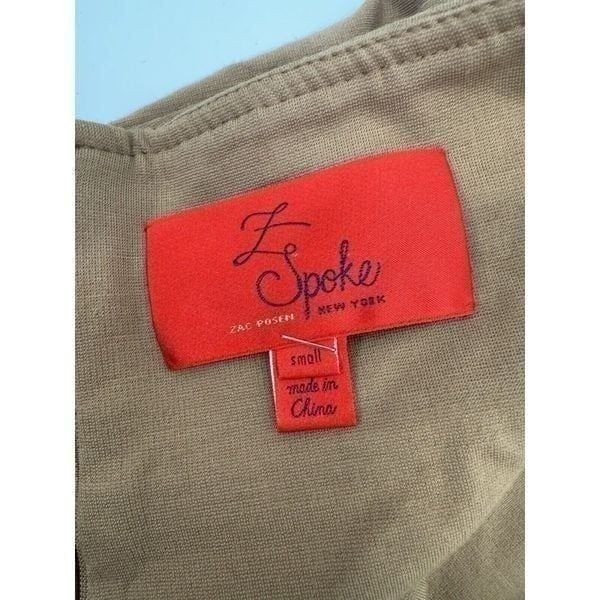 Z
Spoke
ZAC POSEN NEW YORK
small
made in
China